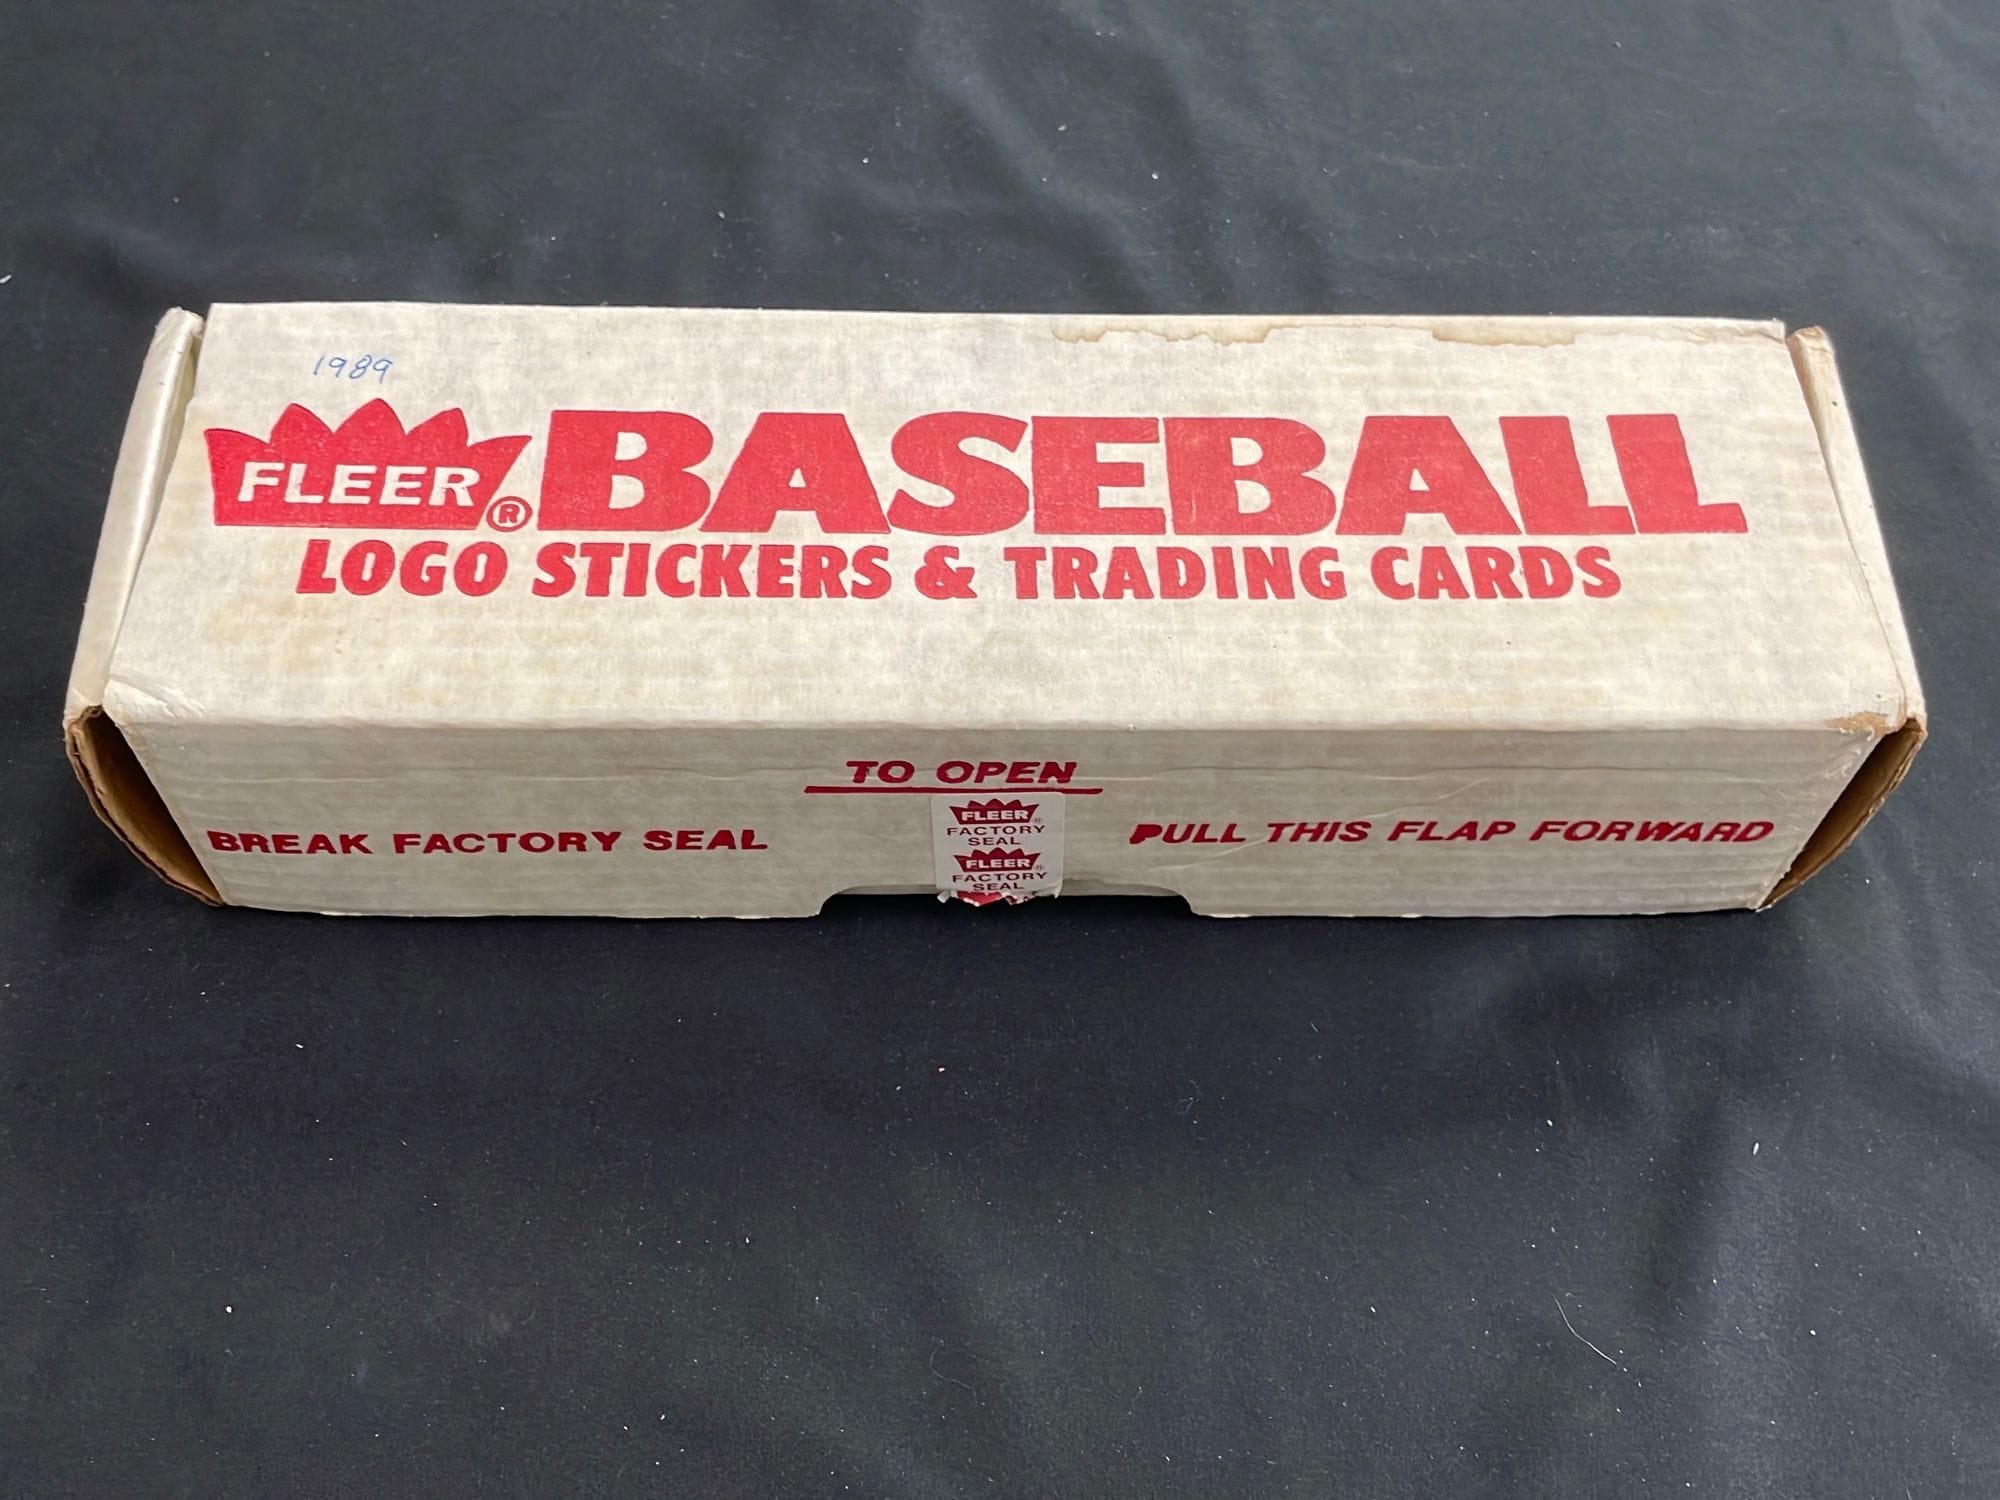 1989
FLEER® BASEBALL
LOGO STICKERS & TRADING CARDS
TO OPEN
BREAK FACTORY SEAL
FLEER®
FACTORY
SEAL
FLEER®
FACTORY
SEAL
PULL THIS FLAP FORWARD